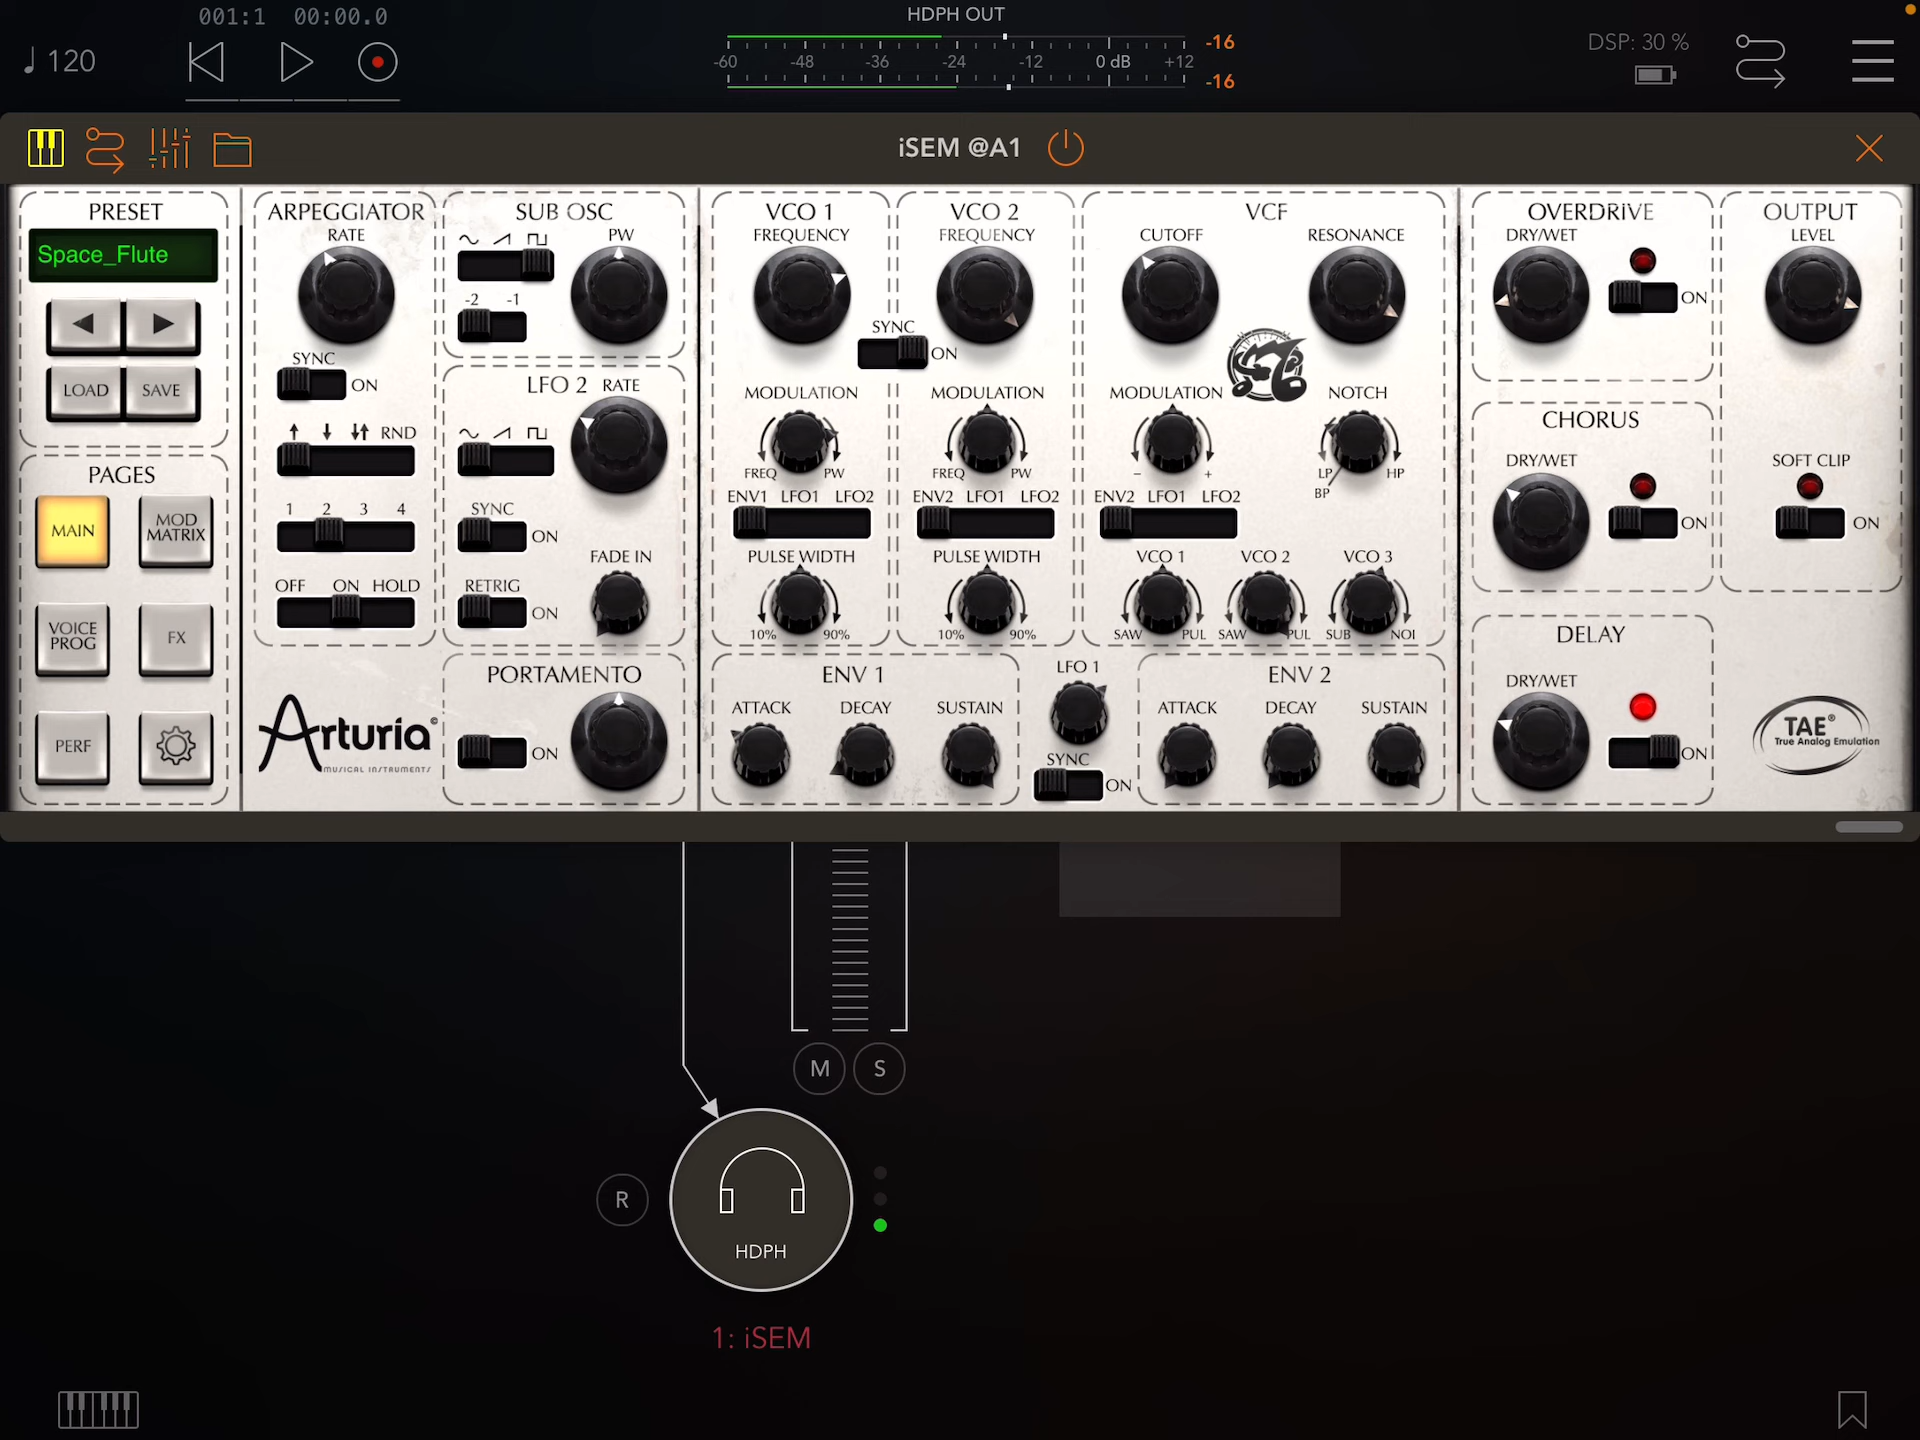 001:1 00:00.0
HDPH OUT
120
-60 -48 -36 -24 -12 0 dB +12
-16
-16
DSP: 30 %
iSEM @A1
PRESET
Space_Flute
LOAD SAVE
PAGES
MAIN
MOD MATRIX
VOICE PROG
FX
PERF
ARPEGGIATOR
RATE
SYNC
ON
RND
1 2 3 4
OFF ON HOLD
Arturia©
MUSICAL INSTRUMENTS
SUB OSC
PW
-2 -1
LFO 2 RATE
SYNC
ON
FADE IN
RETRIG
ON
PORTAMENTO
ON
VCO 1
FREQUENCY
SYNC
ON
MODULATION
FREQ PW
ENV1 LFO1 LFO2
PULSE WIDTH
10% 90%
VCO 2
FREQUENCY
MODULATION
FREQ PW
ENV2 LFO1 LFO2
PULSE WIDTH
10% 90%
VCF
CUTOFF RESONANCE
MODULATION NOTCH
- +
LP HP
BP
ENV2 LFO1 LFO2
VCO 1 VCO 2 VCO 3
SAW PUL SAW PUL SUB NOI
ENV 1
ATTACK DECAY SUSTAIN
LFO 1
SYNC
ON
ENV 2
ATTACK DECAY SUSTAIN
OVERDRIVE
DRY/WET
ON
CHORUS
DRY/WET
ON
DELAY
DRY/WET
ON
OUTPUT
LEVEL
SOFT CLIP
ON
TAE®
True Analog Emulation
M S
R
HDPH
1: iSEM